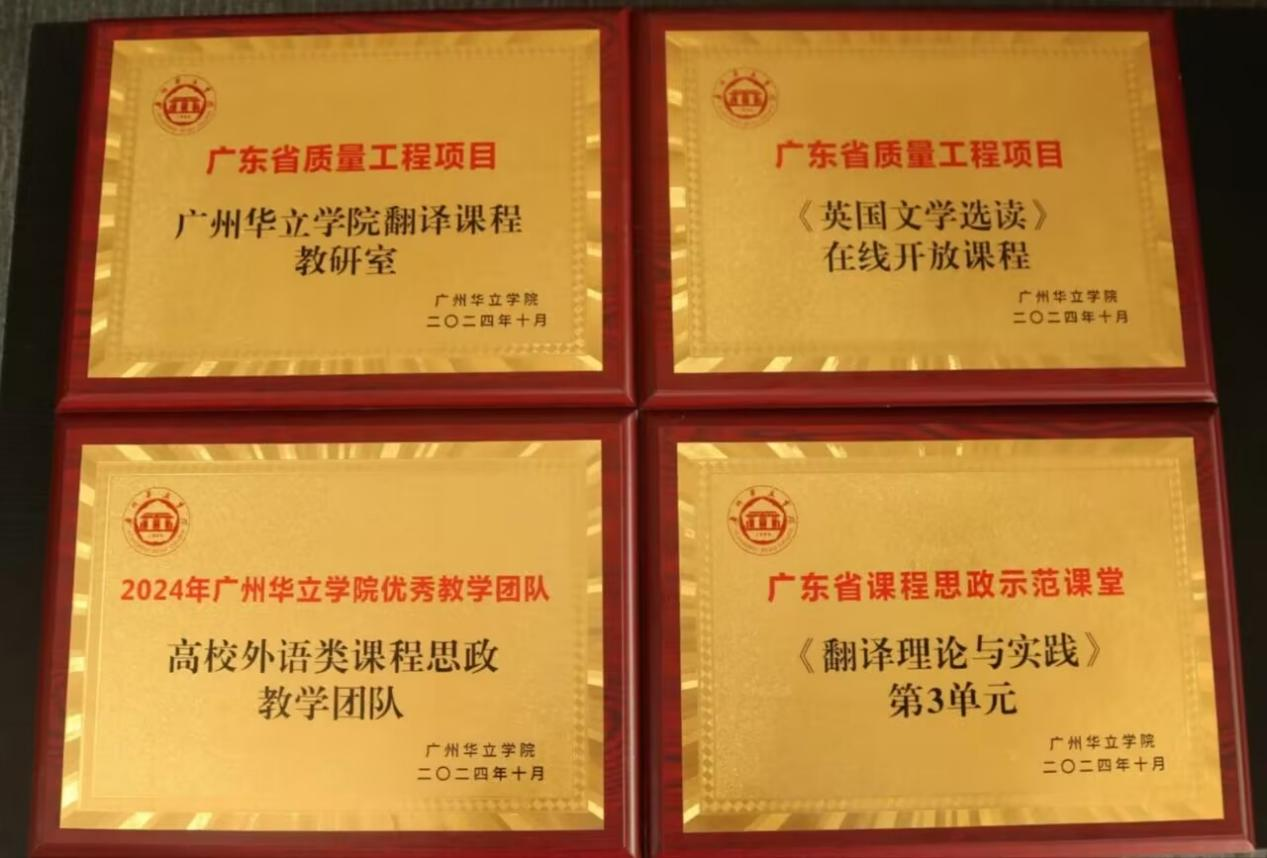 广东省质量工程项目
广州华立学院翻译课程
教研室
广州华立学院
二〇二四年十月
广东省质量工程项目
《英国文学选读》
在线开放课程
广州华立学院
二〇二四年十月
2024年广州华立学院优秀教学团队
高校外语类课程思政
教学团队
广州华立学院
二〇二四年十月
广东省课程思政示范课堂
《翻译理论与实践》
第3单元
广州华立学院
二〇二四年十月